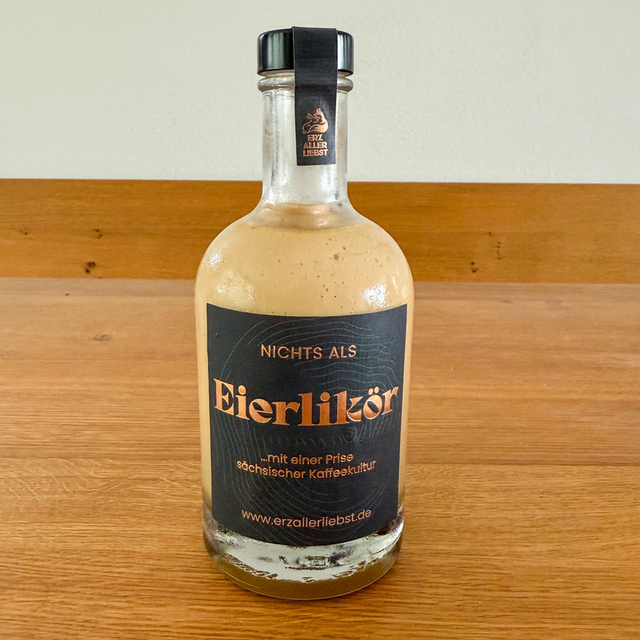 ERZ
ALLER
LIEBST
NICHTS ALS
Eierlikör
...mit einer Prise
sächsischer Kaffeekultur
www.erzallerliebst.de